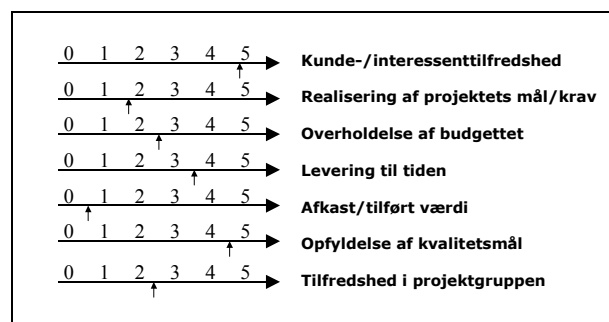 0 1 2 3 4 5 Kunde-/interessenttilfredshed
0 1 2 3 4 5 Realisering af projektets mål/krav
0 1 2 3 4 5 Overholdelse af budgettet
0 1 2 3 4 5 Levering til tiden
0 1 2 3 4 5 Afkast/tilført værdi
0 1 2 3 4 5 Opfyldelse af kvalitetsmål
0 1 2 3 4 5 Tilfredshed i projektgruppen